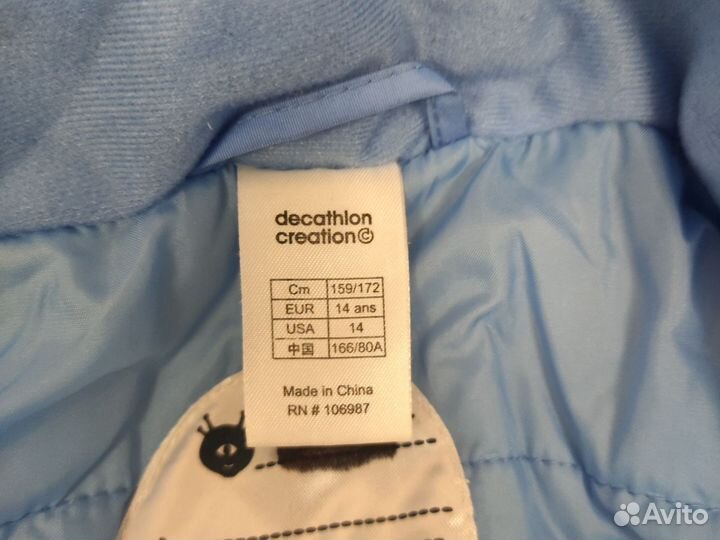 decathlon
creation©
Cm 159/172
EUR 14 ans
USA 14
中国 166/80A
Made in China
RN # 106987
Avito